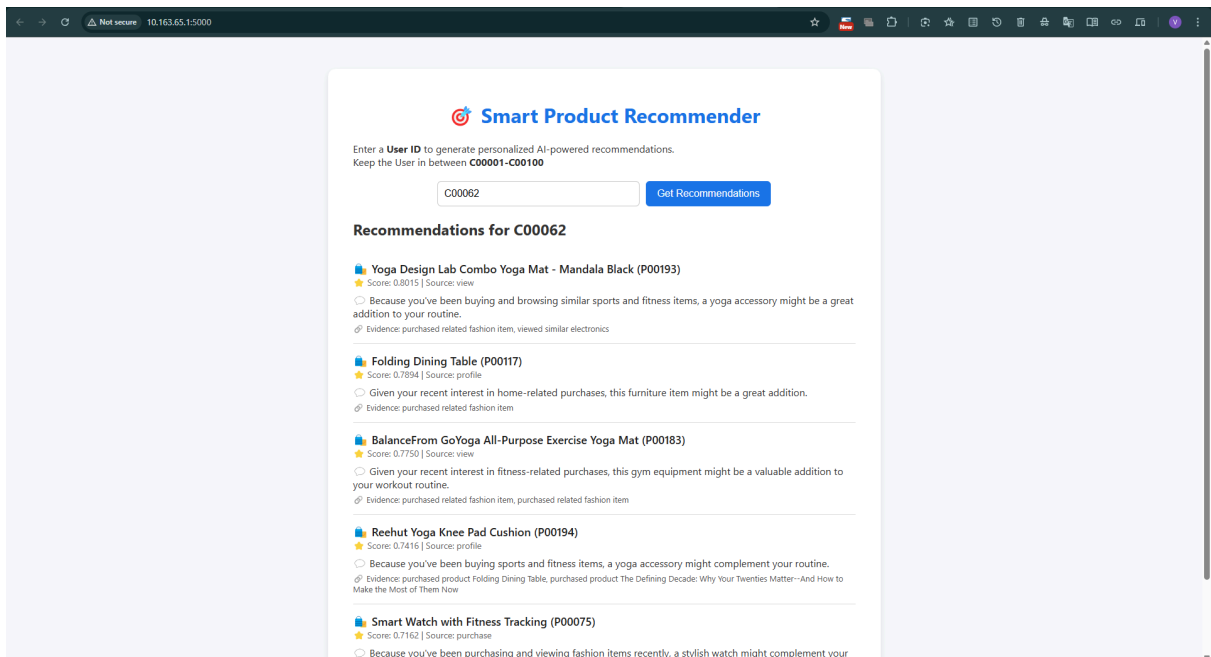 Not secure
10.163.65.1:5000
New
V
Smart Product Recommender
Enter a User ID to generate personalized AI-powered recommendations.
Keep the User in between C00001-C00100
C00062
Get Recommendations
Recommendations for C00062
Yoga Design Lab Combo Yoga Mat - Mandala Black (P00193)
Score: 0.8015 | Source: view
Because you've been buying and browsing similar sports and fitness items, a yoga accessory might be a great
addition to your routine.
Evidence: purchased related fashion item, viewed similar electronics
Folding Dining Table (P00117)
Score: 0.7894 | Source: profile
Given your recent interest in home-related purchases, this furniture item might be a great addition.
Evidence: purchased related fashion item
BalanceFrom GoYoga All-Purpose Exercise Yoga Mat (P00183)
Score: 0.7750 | Source: view
Given your recent interest in fitness-related purchases, this gym equipment might be a valuable addition to
your workout routine.
Evidence: purchased related fashion item, purchased related fashion item
Reehut Yoga Knee Pad Cushion (P00194)
Score: 0.7416 | Source: profile
Because you've been buying sports and fitness items, a yoga accessory might complement your routine.
Evidence: purchased product Folding Dining Table, purchased product The Defining Decade: Why Your Twenties Matter--And How to
Make the Most of Them Now
Smart Watch with Fitness Tracking (P00075)
Score: 0.7162 | Source: purchase
Because you've been purchasing and viewing fashion items recently, a stylish watch might complement your